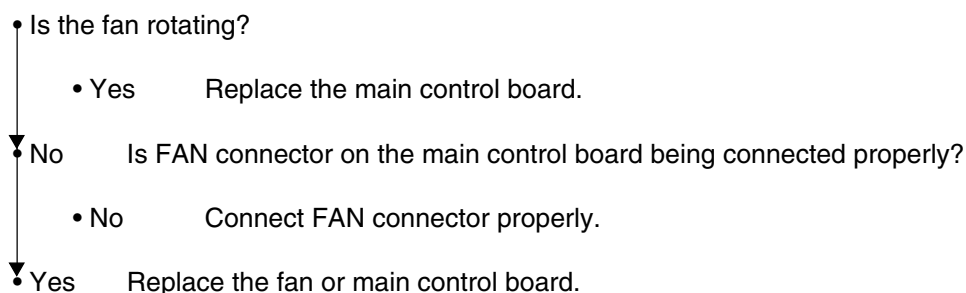 • Is the fan rotating?
• Yes Replace the main control board.
• No Is FAN connector on the main control board being connected properly?
• No Connect FAN connector properly.
• Yes Replace the fan or main control board.